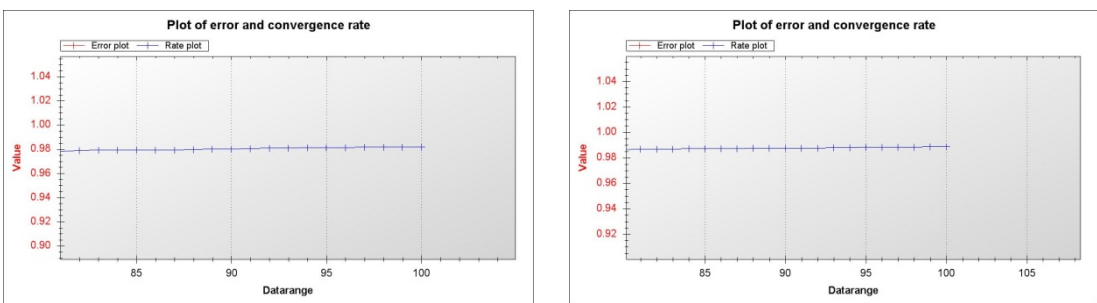 Plot of error and convergence rate
Error plot Rate plot
1.04
1.02
1.00
0.98
0.96
0.94
0.92
0.90
Value
85 90 95 100
Datarange
Plot of error and convergence rate
Error plot Rate plot
1.04
1.02
1.00
0.98
0.96
0.94
0.92
Value
85 90 95 100 105
Datarange